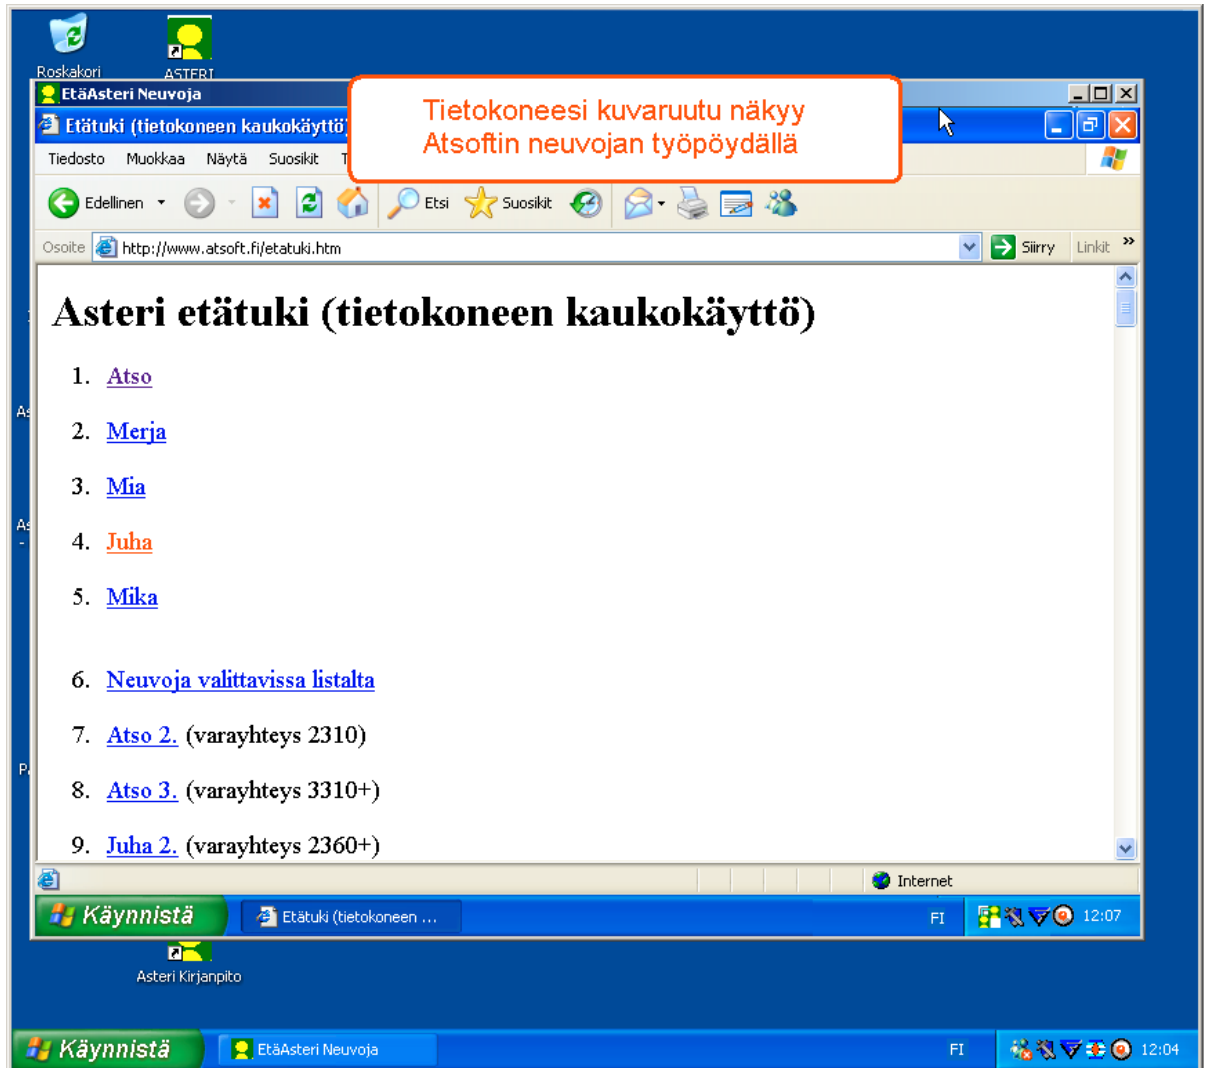 Roskakori
ASTERI
EtäAsteri Neuvoja
Tietokoneesi kuvaruutu näkyy
Atsoftin neuvojan työpöydällä
Etätuki (tietokoneen kaukokäyttö)
Tiedosto Muokkaa Näytä Suosikit T
Edellinen Etsi Suosikit
Osoite http://www.atsoft.fi/etatuki.htm Siirry Linkit »
Asteri etätuki (tietokoneen kaukokäyttö)
1. Atso
2. Merja
As
3. Mia
As
4. Juha
-
5. Mika
6. Neuvoja valittavissa listalta
7. Atso 2. (varayhteys 2310)
8. Atso 3. (varayhteys 3310+)
9. Juha 2. (varayhteys 2360+)
Internet
Käynnistä Etätuki (tietokoneen ... FI 12:07
Asteri Kirjanpito
Käynnistä EtäAsteri Neuvoja FI 12:04